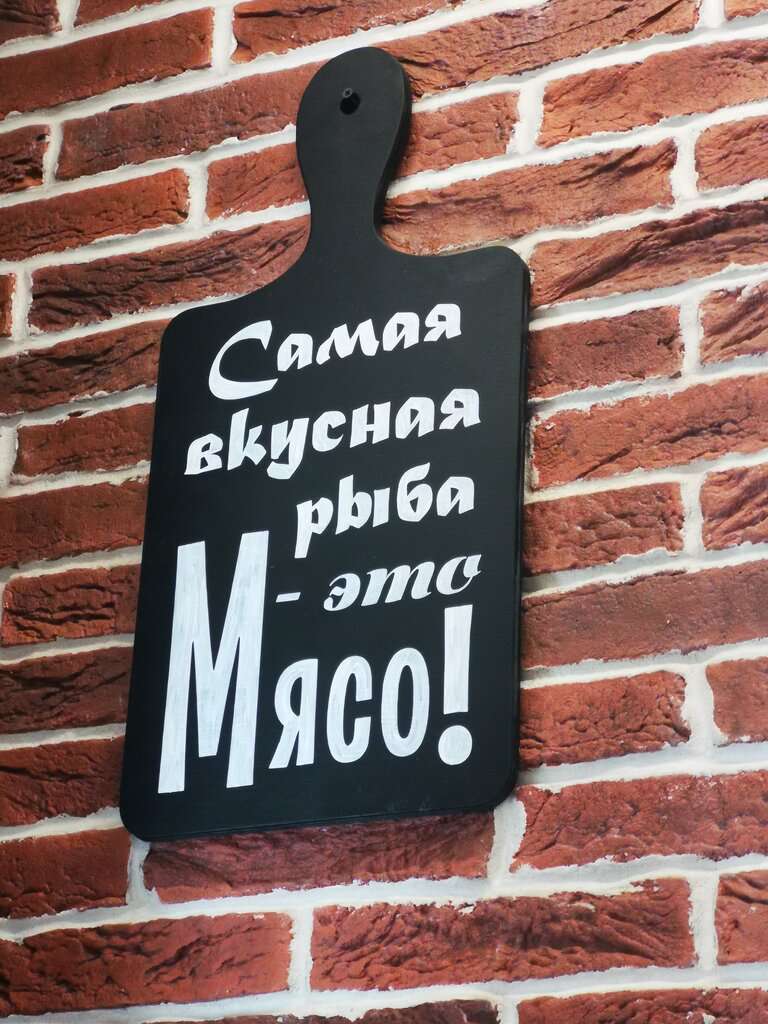 Самая
вкусная
рыба
- это
Мясо!